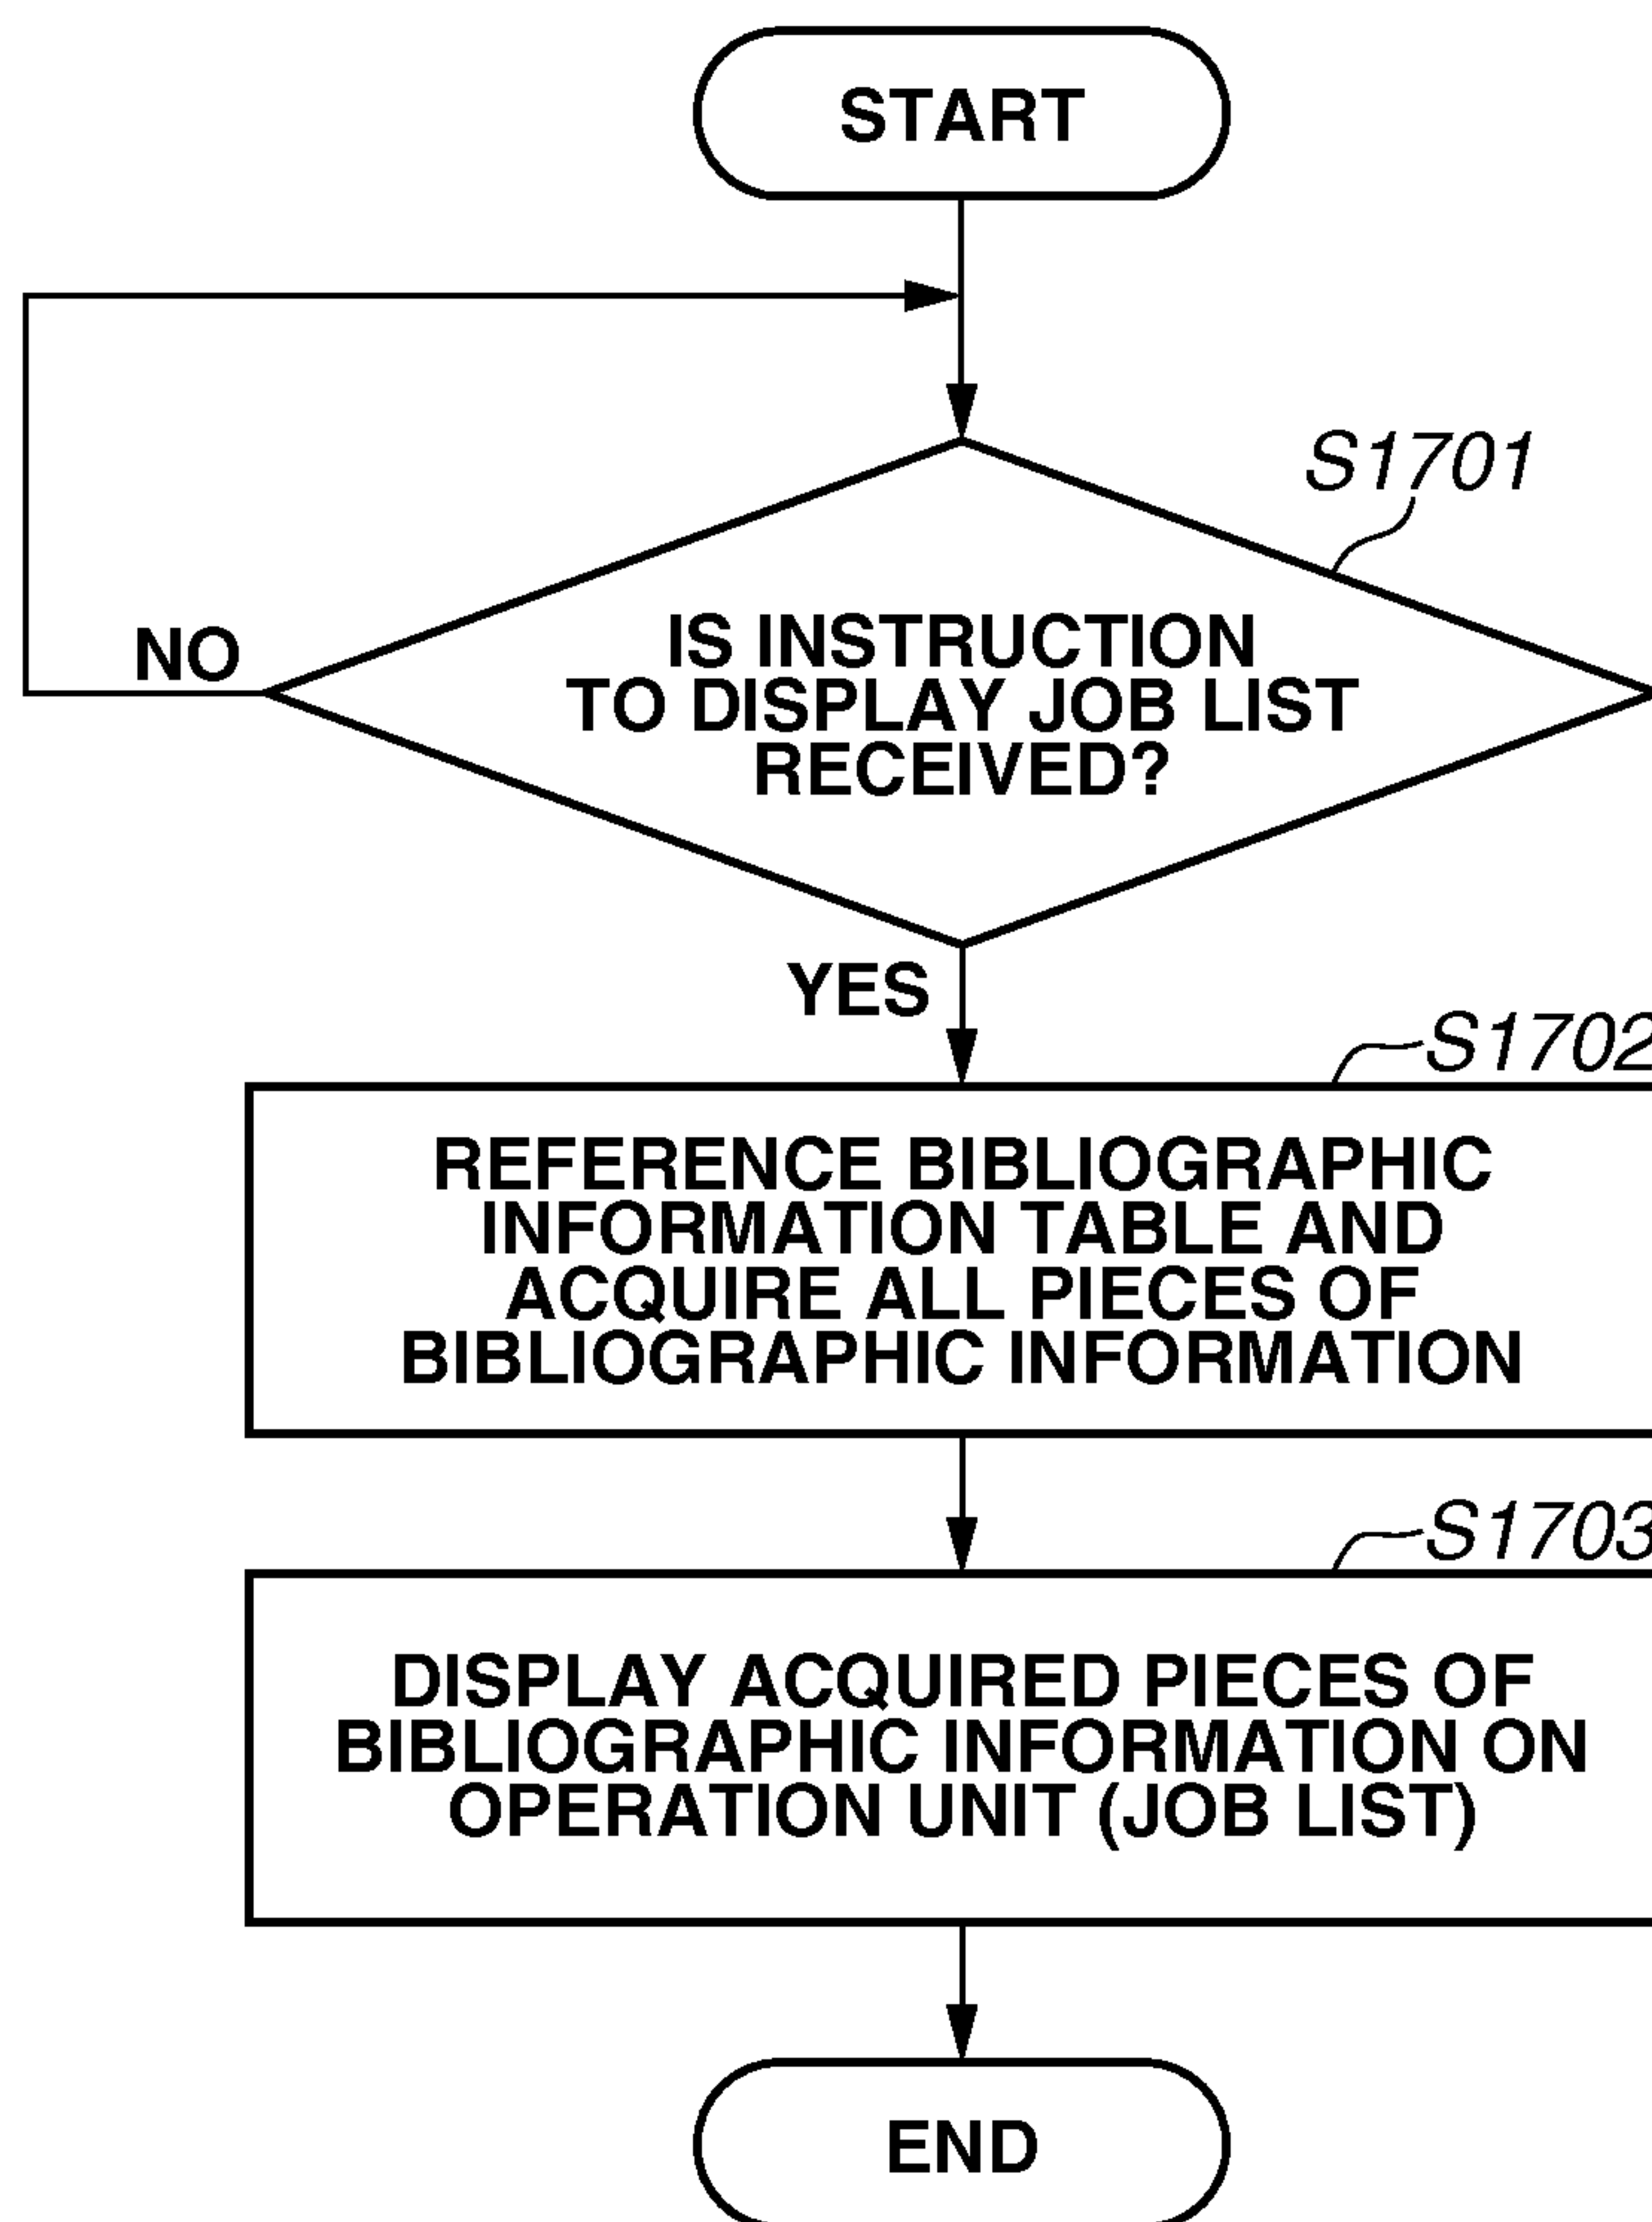 START
S1701
IS INSTRUCTION
TO DISPLAY JOB LIST
RECEIVED?
NO
YES
S1702
REFERENCE BIBLIOGRAPHIC
INFORMATION TABLE AND
ACQUIRE ALL PIECES OF
BIBLIOGRAPHIC INFORMATION
S1703
DISPLAY ACQUIRED PIECES OF
BIBLIOGRAPHIC INFORMATION ON
OPERATION UNIT (JOB LIST)
END